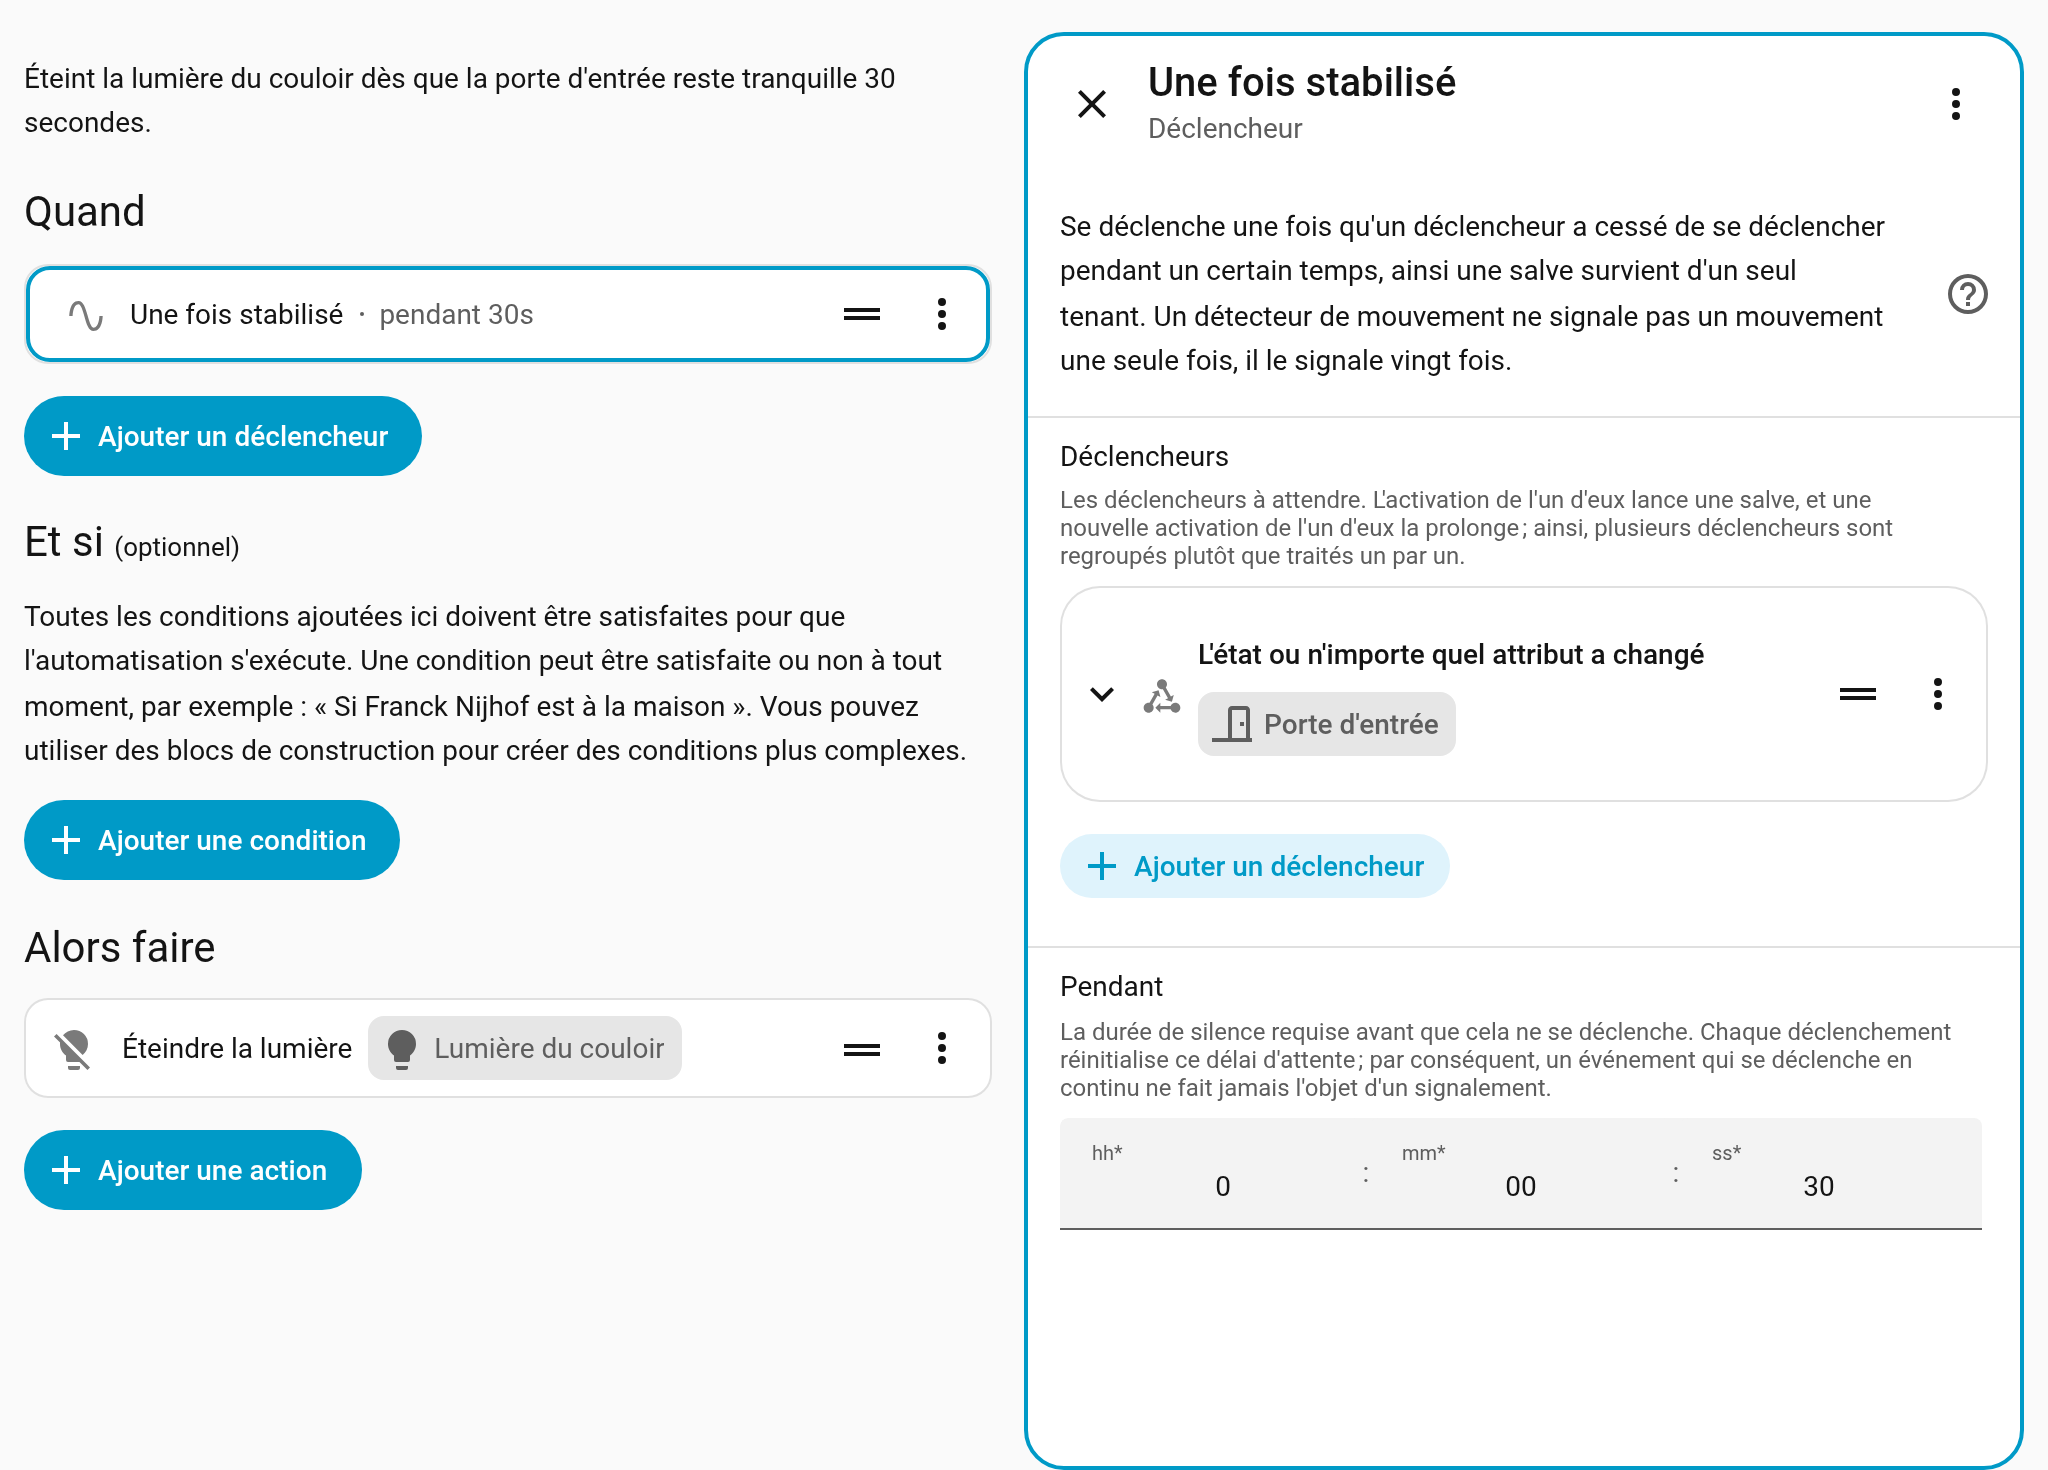 Éteint la lumière du couloir dès que la porte d'entrée reste tranquille 30
secondes.
Quand
Une fois stabilisé · pendant 30s
Ajouter un déclencheur
Et si (optionnel)
Toutes les conditions ajoutées ici doivent être satisfaites pour que
l'automatisation s'exécute. Une condition peut être satisfaite ou non à tout
moment, par exemple : « Si Franck Nijhof est à la maison ». Vous pouvez
utiliser des blocs de construction pour créer des conditions plus complexes.
Ajouter une condition
Alors faire
Éteindre la lumière Lumière du couloir
Ajouter une action
Une fois stabilisé
Déclencheur
Se déclenche une fois qu'un déclencheur a cessé de se déclencher
pendant un certain temps, ainsi une salve survient d'un seul
tenant. Un détecteur de mouvement ne signale pas un mouvement
une seule fois, il le signale vingt fois.
Déclencheurs
Les déclencheurs à attendre. L'activation de l'un d'eux lance une salve, et une
nouvelle activation de l'un d'eux la prolonge ; ainsi, plusieurs déclencheurs sont
regroupés plutôt que traités un par un.
L'état ou n'importe quel attribut a changé
Porte d'entrée
Ajouter un déclencheur
Pendant
La durée de silence requise avant que cela ne se déclenche. Chaque déclenchement
réinitialise ce délai d'attente ; par conséquent, un événement qui se déclenche en
continu ne fait jamais l'objet d'un signalement.
hh* mm* ss*
0 : 00 : 30